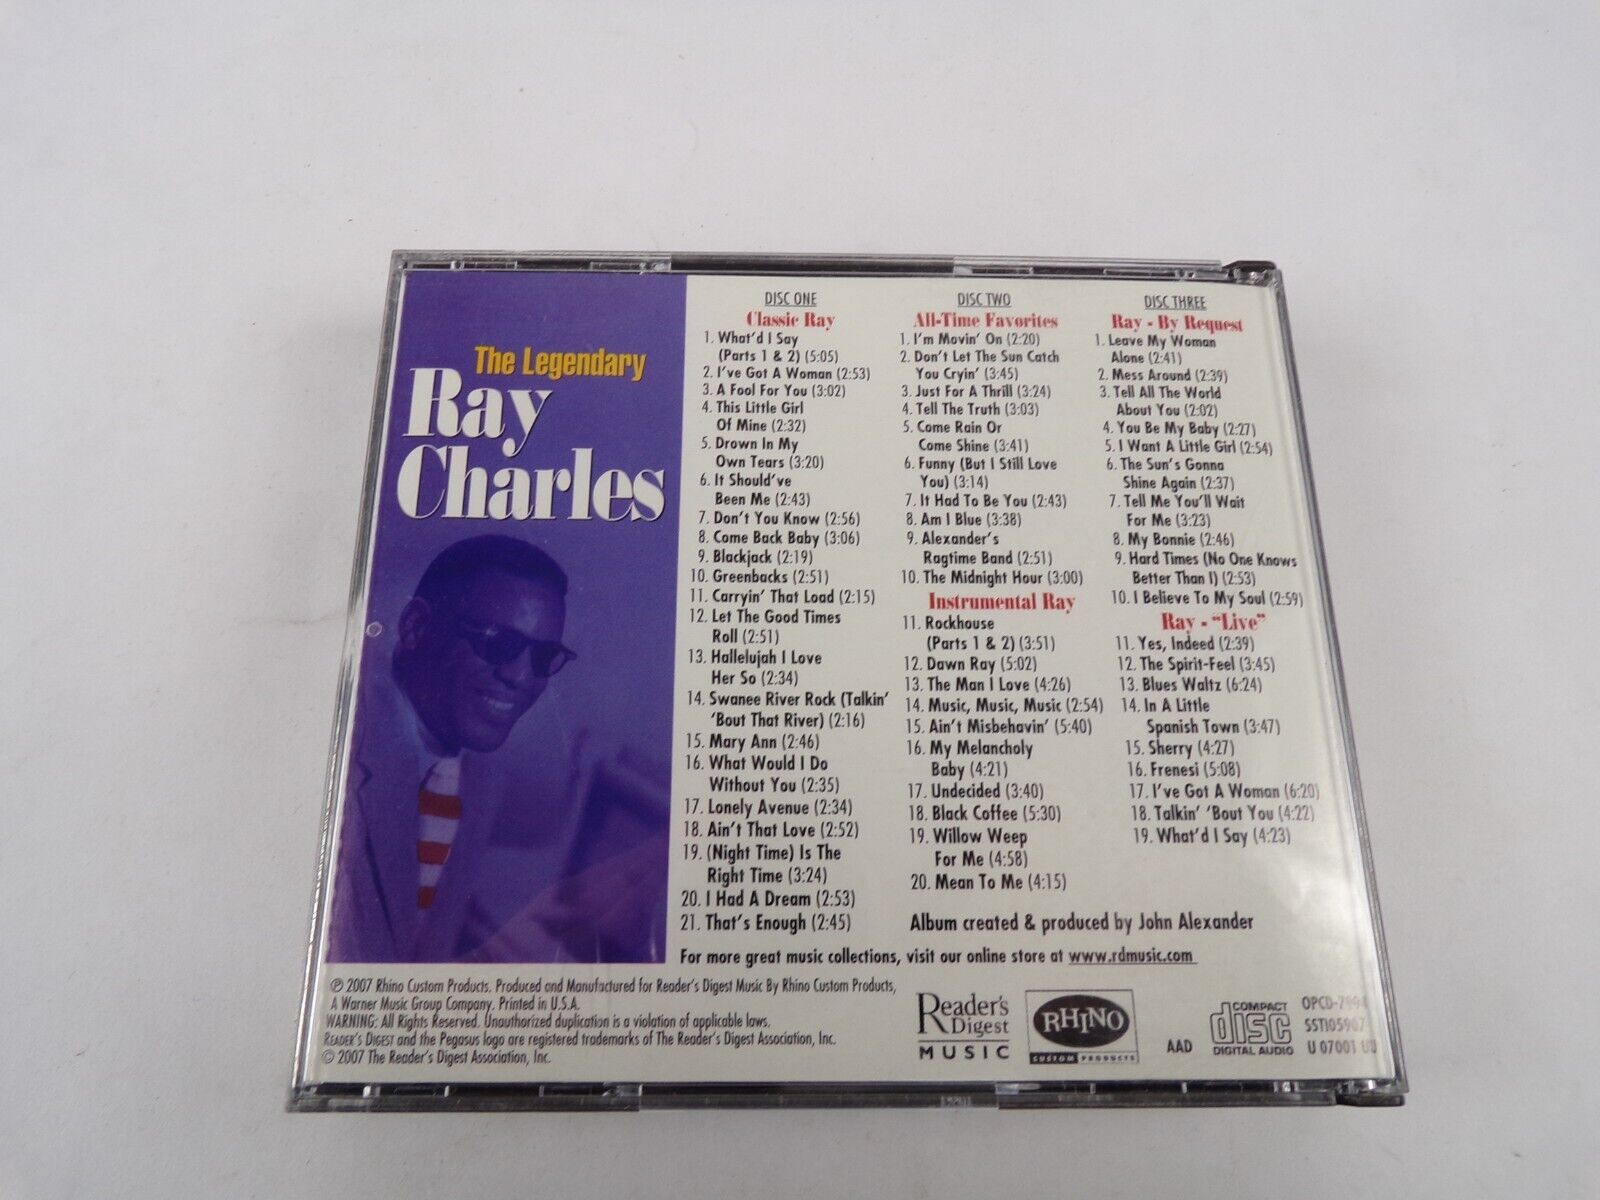 The Legendary
Ray
Charles
DISC ONE
Classic Ray
1. What'd I Say
(Parts 1 & 2) (5:05)
2. I've Got A Woman (2:53)
3. A Fool For You (3:02)
4. This Little Girl
Of Mine (2:32)
5. Drown In My
Own Tears (3:20)
6. It Should've
Been Me (2:43)
7. Don't You Know (2:56)
8. Come Back Baby (3:06)
9. Blackjack (2:19)
10. Greenbacks (2:51)
11. Carryin' That Load (2:15)
12. Let The Good Times
Roll (2:51)
13. Hallelujah I Love
Her So (2:34)
14. Swanee River Rock (Talkin'
'Bout That River) (2:16)
15. Mary Ann (2:46)
16. What Would I Do
Without You (2:35)
17. Lonely Avenue (2:34)
18. Ain't That Love (2:52)
19. (Night Time) Is The
Right Time (3:24)
20. I Had A Dream (2:53)
21. That's Enough (2:45)
DISC TWO
All-Time Favorites
1. I'm Movin' On (2:20)
2. Don't Let The Sun Catch
You Cryin' (3:45)
3. Just For A Thrill (3:24)
4. Tell The Truth (3:03)
5. Come Rain Or
Come Shine (3:41)
6. Funny (But I Still Love
You) (3:14)
7. It Had To Be You (2:43)
8. Am I Blue (3:38)
9. Alexander's
Ragtime Band (2:51)
10. The Midnight Hour (3:00)
Instrumental Ray
11. Rockhouse
(Parts 1 & 2) (3:51)
12. Dawn Ray (5:02)
13. The Man I Love (4:26)
14. Music, Music, Music (2:54)
15. Ain't Misbehavin' (5:40)
16. My Melancholy
Baby (4:21)
17. Undecided (3:40)
18. Black Coffee (5:30)
19. Willow Weep
For Me (4:58)
20. Mean To Me (4:15)
DISC THREE
Ray - By Request
1. Leave My Woman
Alone (2:41)
2. Mess Around (2:39)
3. Tell All The World
About You (2:02)
4. You Be My Baby (2:27)
5. I Want A Little Girl (2:54)
6. The Sun's Gonna
Shine Again (2:37)
7. Tell Me You'll Wait
For Me (3:23)
8. My Bonnie (2:46)
9. Hard Times (No One Knows
Better Than I) (2:53)
10. I Believe To My Soul (2:59)
Ray - "Live"
11. Yes, Indeed (2:39)
12. The Spirit-Feel (3:45)
13. Blues Waltz (6:24)
14. In A Little
Spanish Town (3:47)
15. Sherry (4:27)
16. Frenesi (5:08)
17. I've Got A Woman (6:20)
18. Talkin' 'Bout You (4:22)
19. What'd I Say (4:23)
Album created & produced by John Alexander
For more great music collections, visit our online store at www.rdmusic.com
℗ 2007 Rhino Custom Products. Produced and Manufactured for Reader's Digest Music By Rhino Custom Products,
A Warner Music Group Company. Printed in U.S.A.
WARNING: All Rights Reserved. Unauthorized duplication is a violation of applicable laws.
READER'S DIGEST and the Pegasus logo are registered trademarks of The Reader's Digest Association, Inc.
© 2007 The Reader's Digest Association, Inc.
Reader's
Digest
MUSIC
RHINO
CUSTOM PRODUCTS
AAD
COMPACT
disc
DIGITAL AUDIO
U 07001 UU